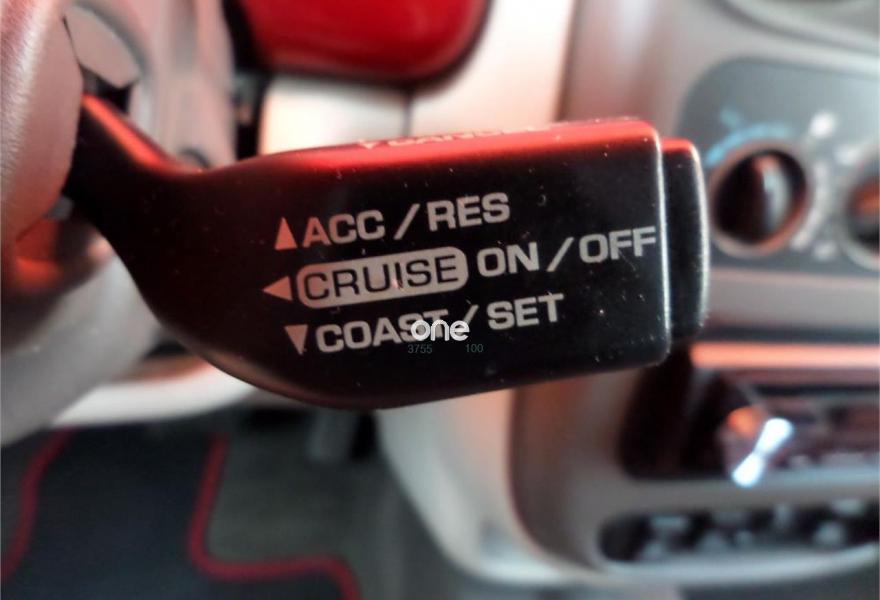 ▲ACC / RES
◀CRUISE ON / OFF
▼COAST / SET
one
3755 100